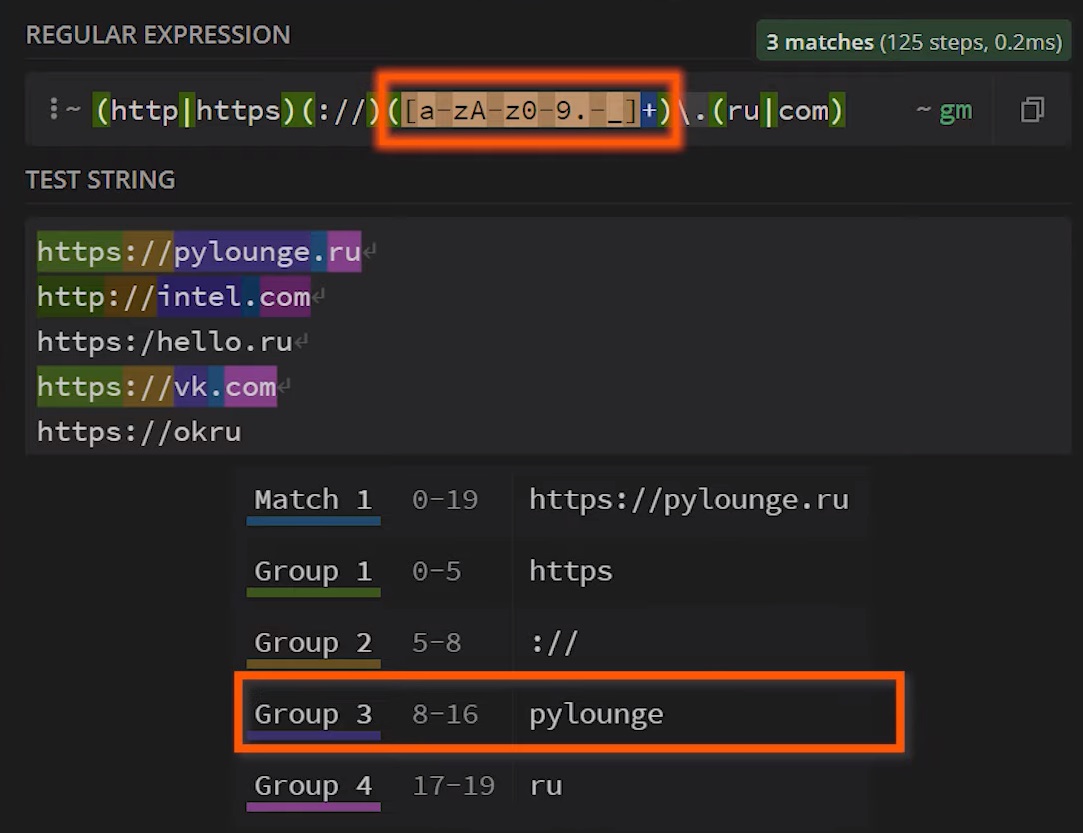 REGULAR EXPRESSION
3 matches (125 steps, 0.2ms)
⋮~ (http|https)(://)([a-zA-z0-9.-_]+)\.(ru|com) ~ gm
TEST STRING
https://pylounge.ru↵
http://intel.com↵
https:/hello.ru↵
https://vk.com↵
https://okru
Match 1 0-19 https://pylounge.ru
Group 1 0-5 https
Group 2 5-8 ://
Group 3 8-16 pylounge
Group 4 17-19 ru